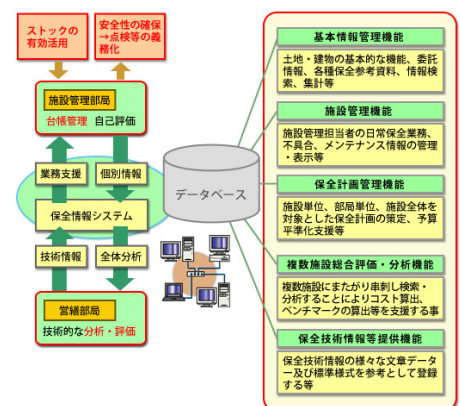 ストックの
有効活用
安全性の確保
→点検等の義
務化
施設管理部局
台帳管理 自己評価
業務支援
個別情報
保全情報システム
技術情報
全体分析
営繕部局
技術的な分析・評価
データベース
基本情報管理機能
土地・建物の基本的な機能、委託
情報、各種保全参考資料、情報検
索、集計等
施設管理機能
施設管理担当者の日常保全業務、
不具合、メンテナンス情報の管理
・表示等
保全計画管理機能
施設単位、部局単位、施設全体を
対象とした保全計画の策定、予算
平準化支援等
複数施設総合評価・分析機能
複数施設にまたがり串刺し検索・
分析することによりコスト算出、
ベンチマークの算出等を支援する事
保全技術情報等提供機能
保全技術情報の様々な文章データ
ー及び標準様式を参考として登録
する等